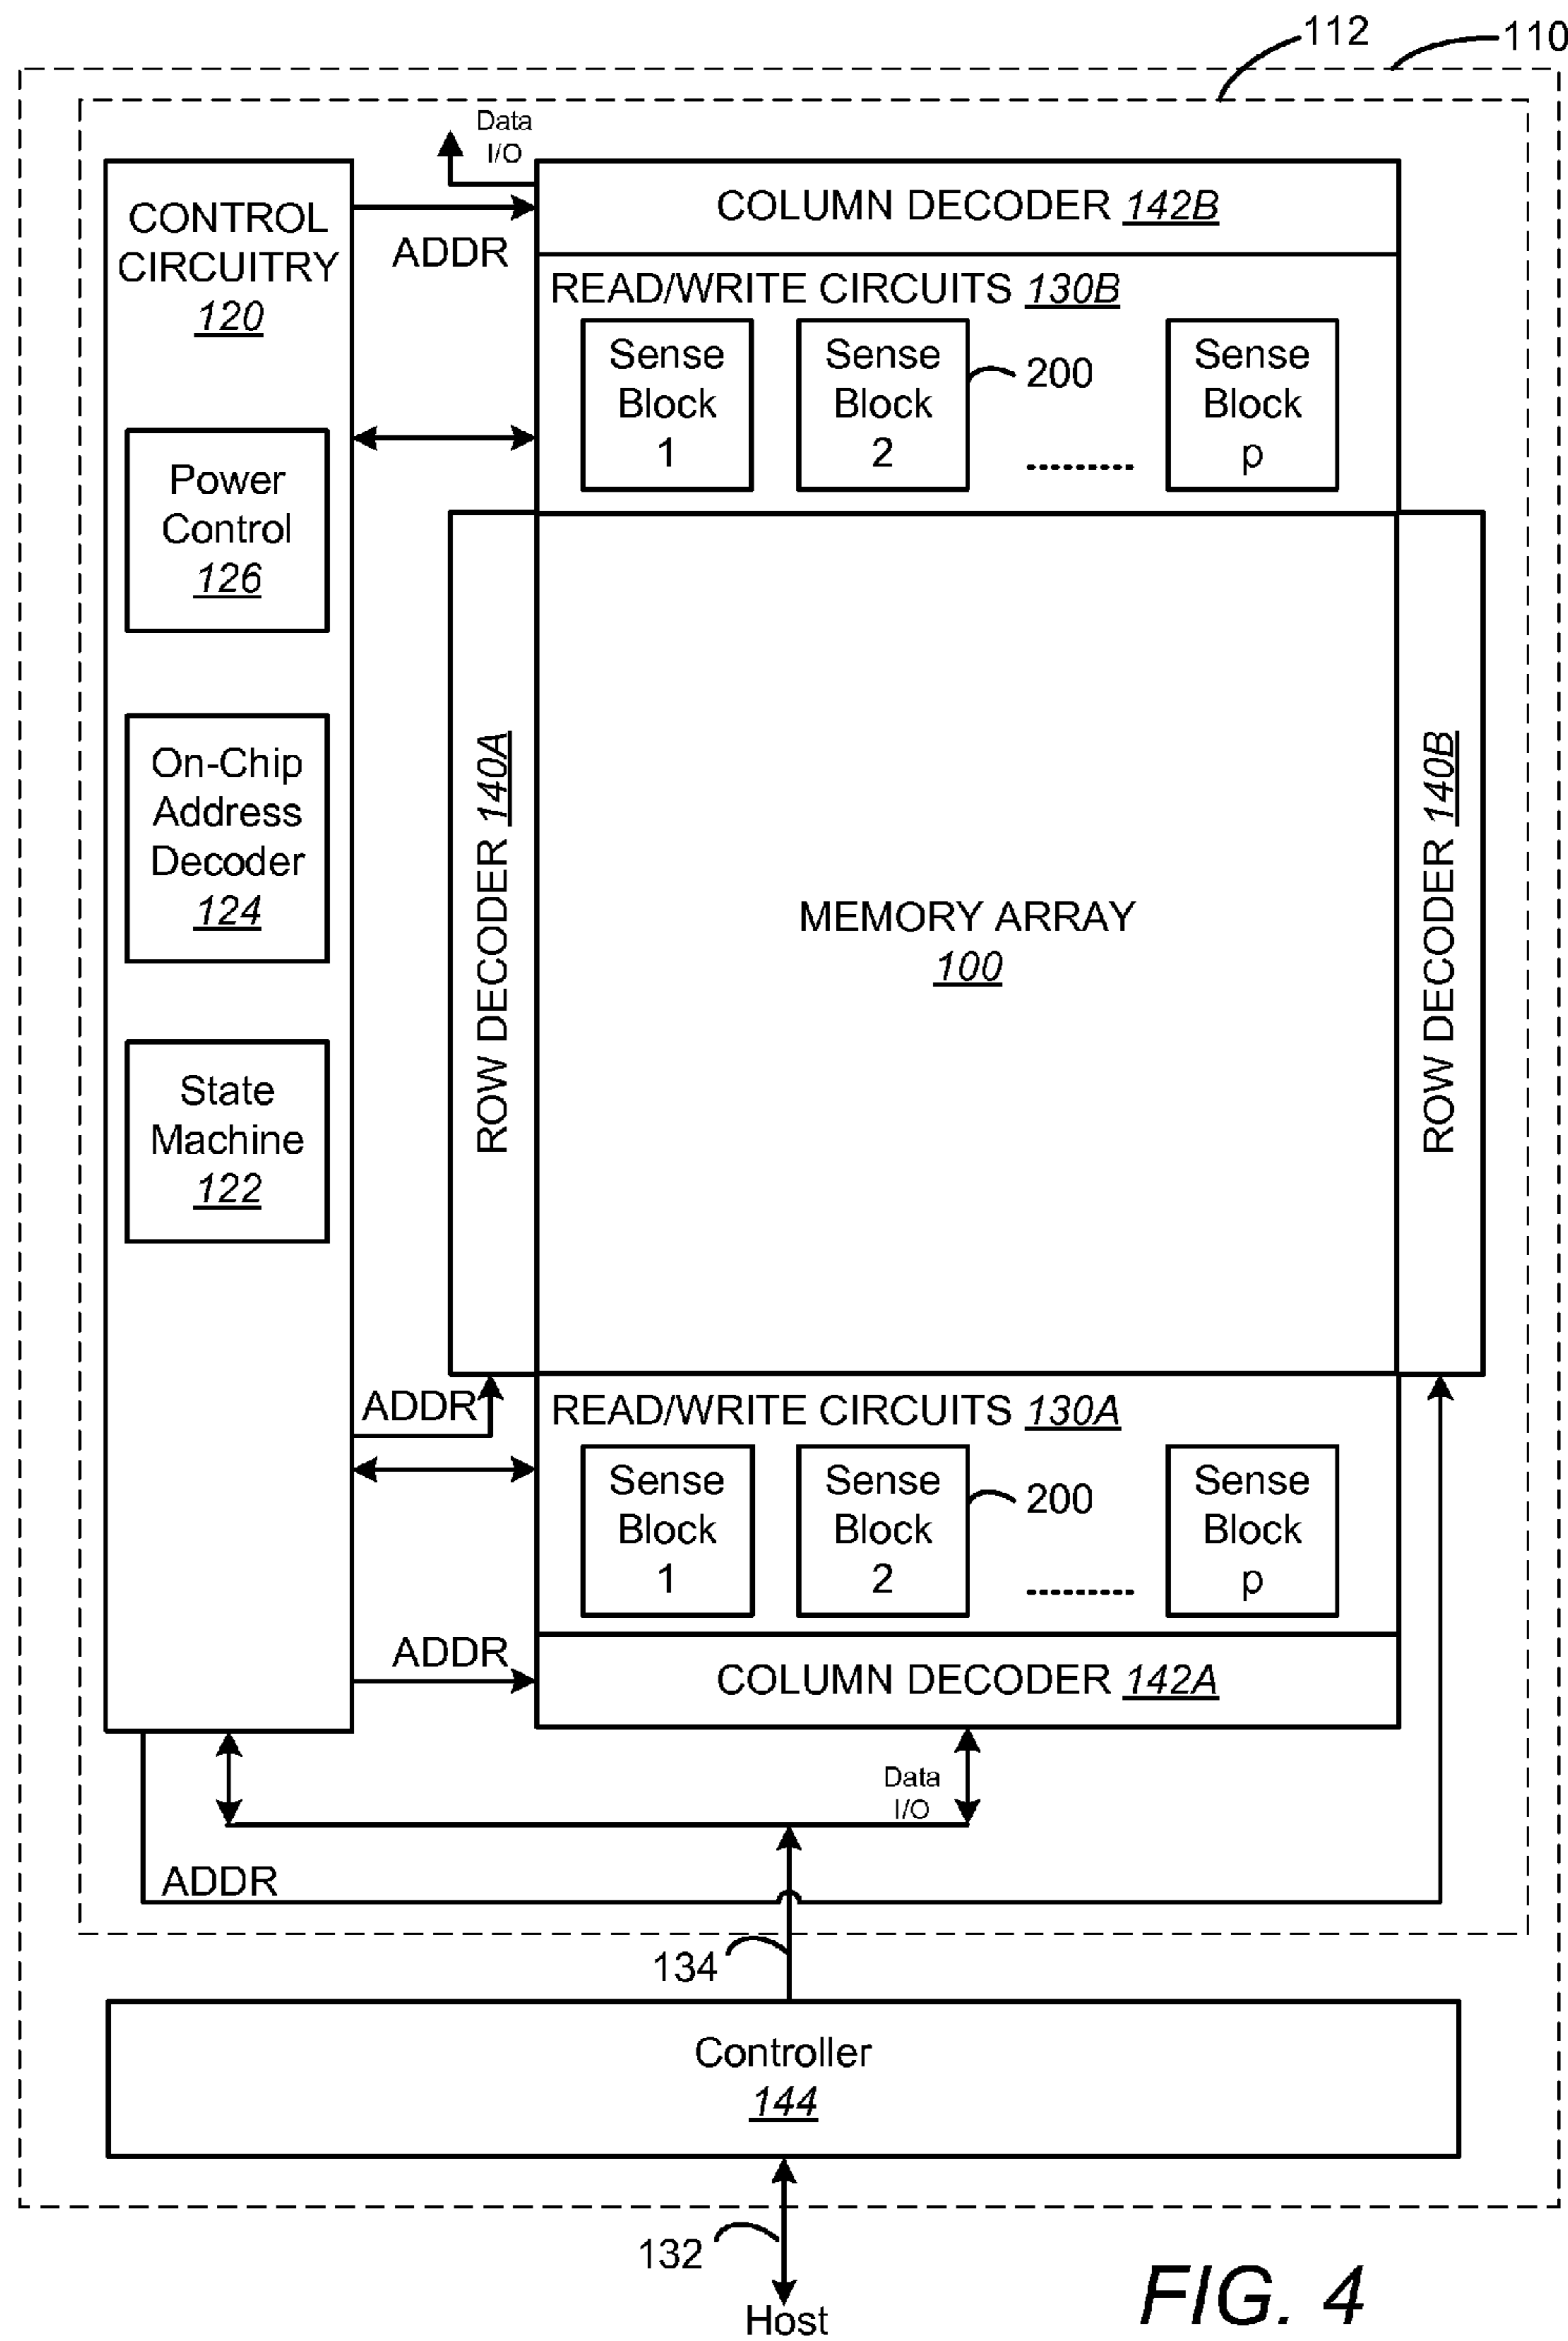 112
110
Data
I/O
CONTROL
CIRCUITRY
120
ADDR
COLUMN DECODER 142B
READ/WRITE CIRCUITS 130B
Sense
Block
1
Sense
Block
2
200
.........
Sense
Block
p
Power
Control
126
On-Chip
Address
Decoder
124
State
Machine
122
ROW DECODER 140A
MEMORY ARRAY
100
ROW DECODER 140B
ADDR
READ/WRITE CIRCUITS 130A
Sense
Block
1
Sense
Block
2
200
.........
Sense
Block
p
ADDR
COLUMN DECODER 142A
Data
I/O
ADDR
134
Controller
144
132
Host
FIG. 4